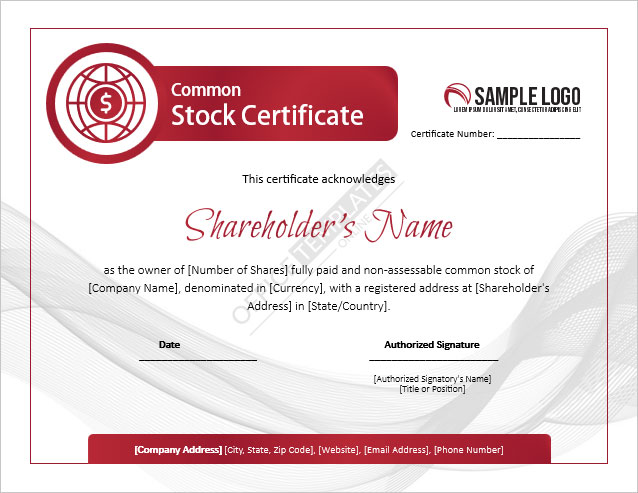 $
Common
Stock Certificate
SAMPLE LOGO
LOREM IPSUM DOLOR SIT AMET, CONSECTETUR ADIPISCING ELIT
Certificate Number: ________________
This certificate acknowledges
Shareholder's Name
as the owner of [Number of Shares] fully paid and non-assessable common stock of
[Company Name], denominated in [Currency], with a registered address at [Shareholder's
Address] in [State/Country].
OFFICE TEMPLATES ONLINE
Date
Authorized Signature
[Authorized Signatory's Name]
[Title or Position]
[Company Address] [City, State, Zip Code], [Website], [Email Address], [Phone Number]